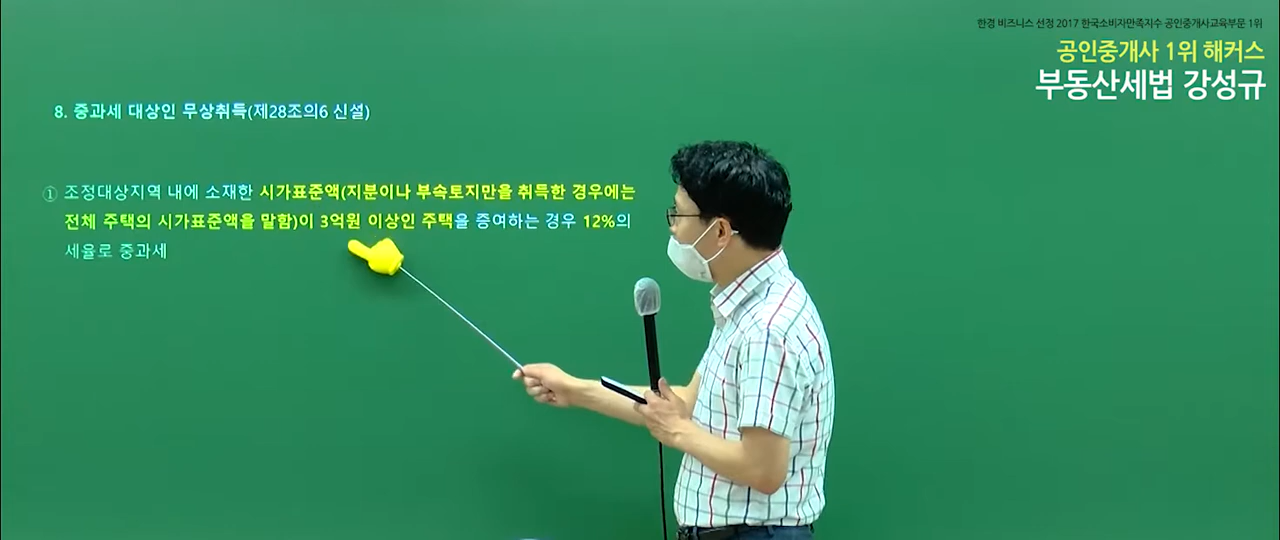 한경 비즈니스 선정 2017 한국소비자만족지수 공인중개사교육부문 1위
공인중개사 1위 해커스
부동산세법 강성규
8. 중과세 대상인 무상취득(제28조의6 신설)
① 조정대상지역 내에 소재한 시가표준액(지분이나 부속토지만을 취득한 경우에는
전체 주택의 시가표준액을 말함)이 3억원 이상인 주택을 증여하는 경우 12%의
세율로 중과세